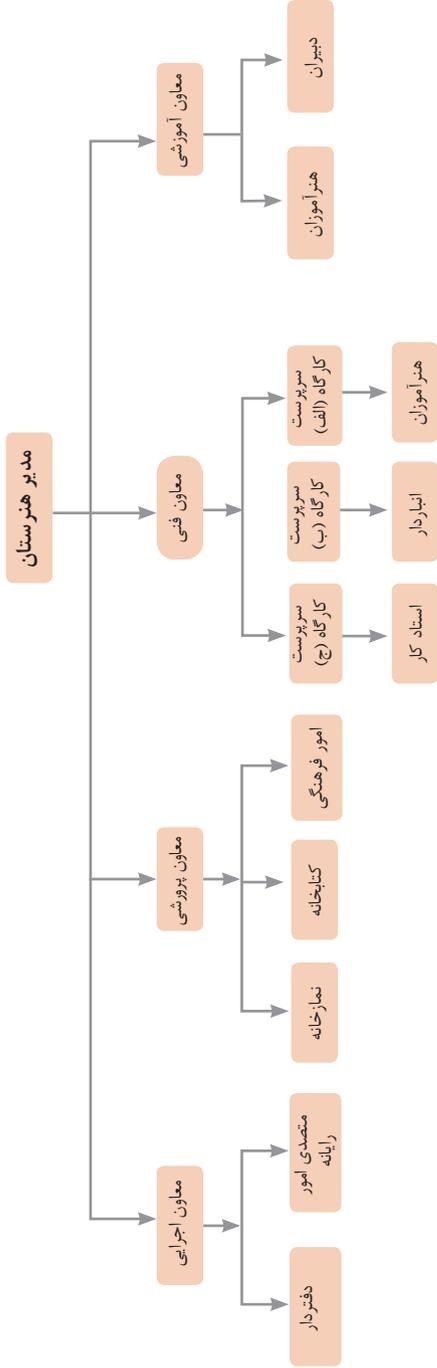 مدیر هنرستان
معاون آموزشی
معاون فنی
معاون پرورشی
معاون اجرایی
دبیران
هنرآموزان
سرپرست
کارگاه (الف)
سرپرست
کارگاه (ب)
سرپرست
کارگاه (ج)
امور فرهنگی
کتابخانه
نمازخانه
متصدی امور
رایانه
دفتردار
هنرآموزان
انباردار
استاد کار